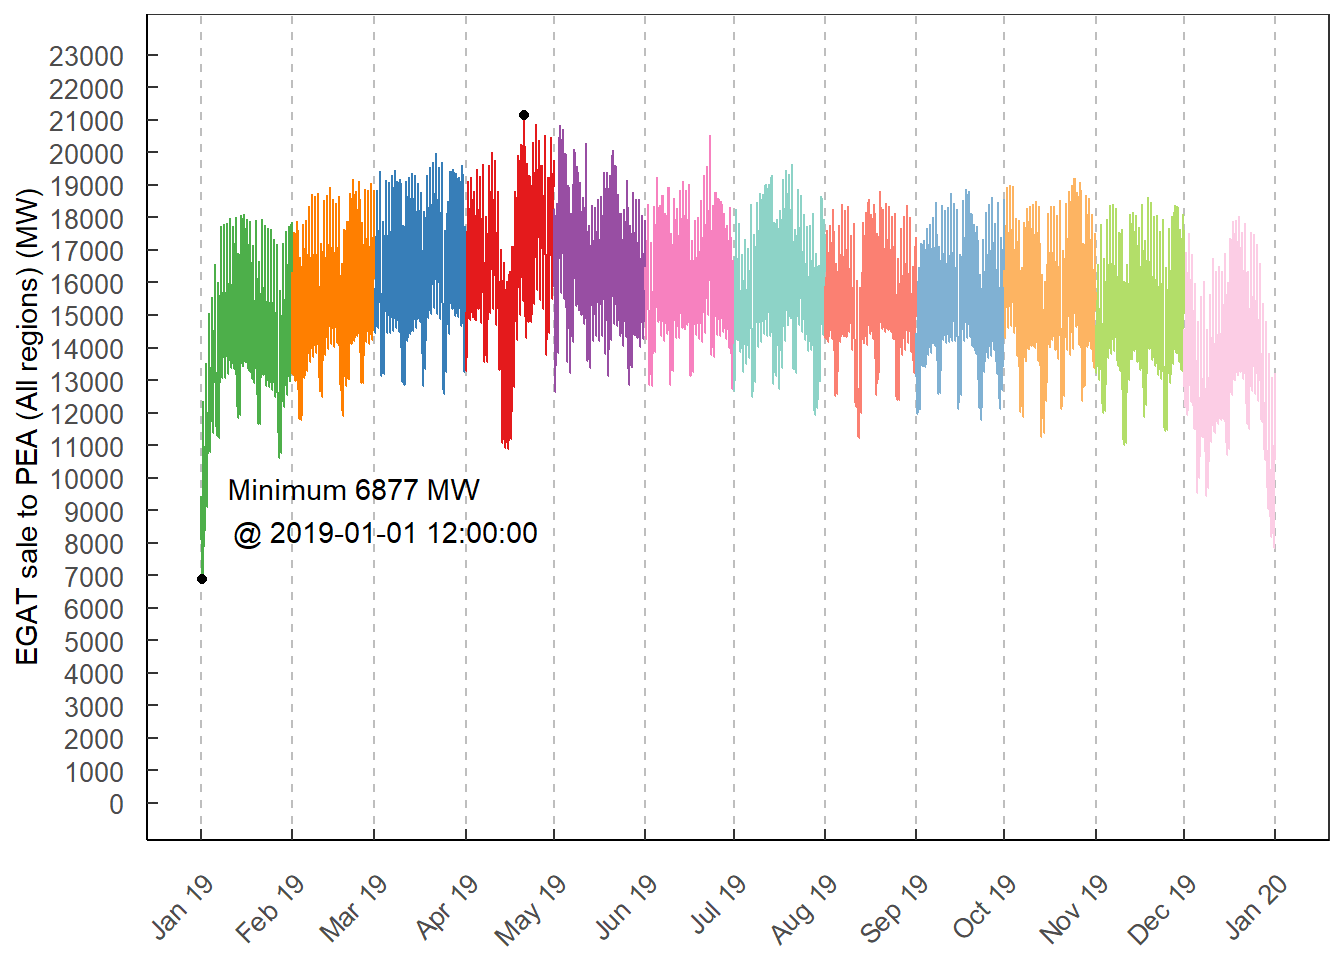 EGAT sale to PEA (All regions) (MW)
23000
22000
21000
20000
19000
18000
17000
16000
15000
14000
13000
12000
11000
10000
9000
8000
7000
6000
5000
4000
3000
2000
1000
0
Minimum 6877 MW
@ 2019-01-01 12:00:00
Jan 19
Feb 19
Mar 19
Apr 19
May 19
Jun 19
Jul 19
Aug 19
Sep 19
Oct 19
Nov 19
Dec 19
Jan 20